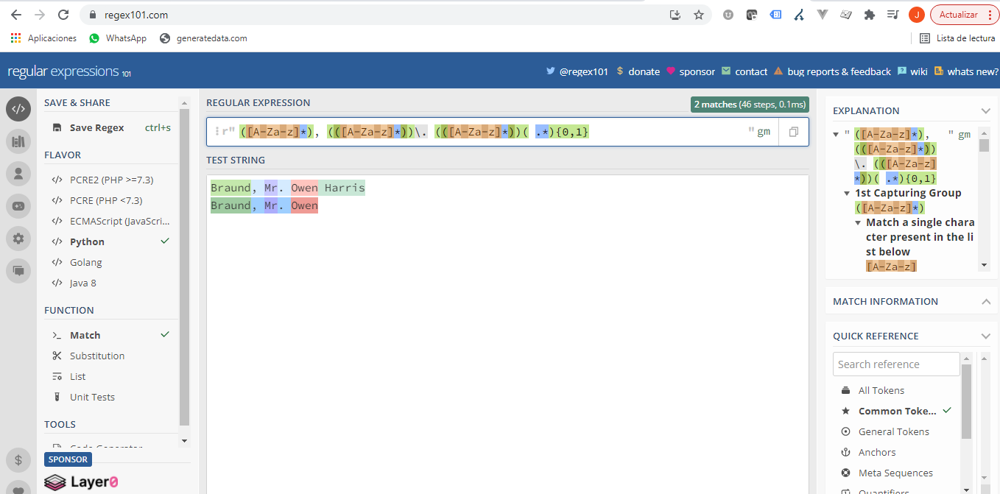 regex101.com
Actualizar
Aplicaciones WhatsApp generatedata.com Lista de lectura
regular expressions 101
@regex101 $ donate sponsor contact bug reports & feedback wiki whats new?
SAVE & SHARE
Save Regex ctrl+s
FLAVOR
</> PCRE2 (PHP >=7.3)
</> PCRE (PHP <7.3)
</> ECMAScript (JavaScri...
</> Python
</> Golang
</> Java 8
FUNCTION
>_ Match
Substitution
List
Unit Tests
TOOLS
Code Generator
SPONSOR
Layer0
REGULAR EXPRESSION
2 matches (46 steps, 0.1ms)
r" ([A-Za-z]*), (([A-Za-z]*))\. (([A-Za-z]*))( .*){0,1} " gm
TEST STRING
Braund, Mr. Owen Harris
Braund, Mr. Owen
EXPLANATION
" ([A-Za-z]*), " gm
(([A-Za-z]*))
\. (([A-Za-z]
*))( .*){0,1}
1st Capturing Group
([A-Za-z]*)
Match a single chara
cter present in the li
st below
[A-Za-z]
MATCH INFORMATION
QUICK REFERENCE
Search reference
All Tokens
Common Toke...
General Tokens
Anchors
Meta Sequences
Quantifiers
J
$
</>